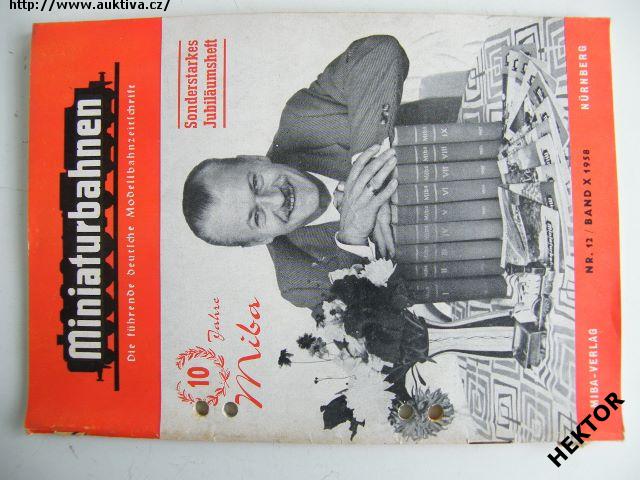 http://www.auktiva.cz/
Miniaturbahnen
Die führende deutsche Modellbahnzeitschrift
Sonderstarkes
Jubiläumsheft
10
Jahre
Miba
MIBA-VERLAG
NR. 12 / BAND X 1958
NÜRNBERG
HEKTOR